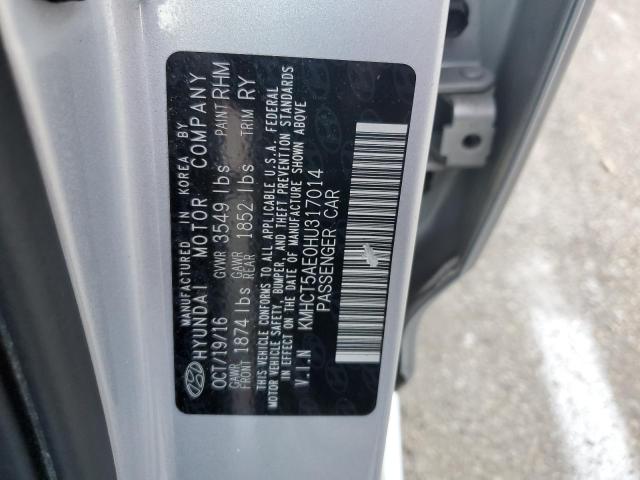 MANUFACTURED IN KOREA BY
HYUNDAI MOTOR COMPANY
OCT/19/16 GVWR 3549 lbs PAINT RHM
GAWR FRONT 1874 lbs GAWR REAR 1852 lbs TRIM RY
THIS VEHICLE CONFORMS TO ALL APPLICABLE U.S.A. FEDERAL
MOTOR VEHICLE SAFETY, BUMPER, AND THEFT PREVENTION STANDARDS
IN EFFECT ON THE DATE OF MANUFACTURE SHOWN ABOVE
V.I.N KMHCT5AE0HU317014
PASSENGER CAR